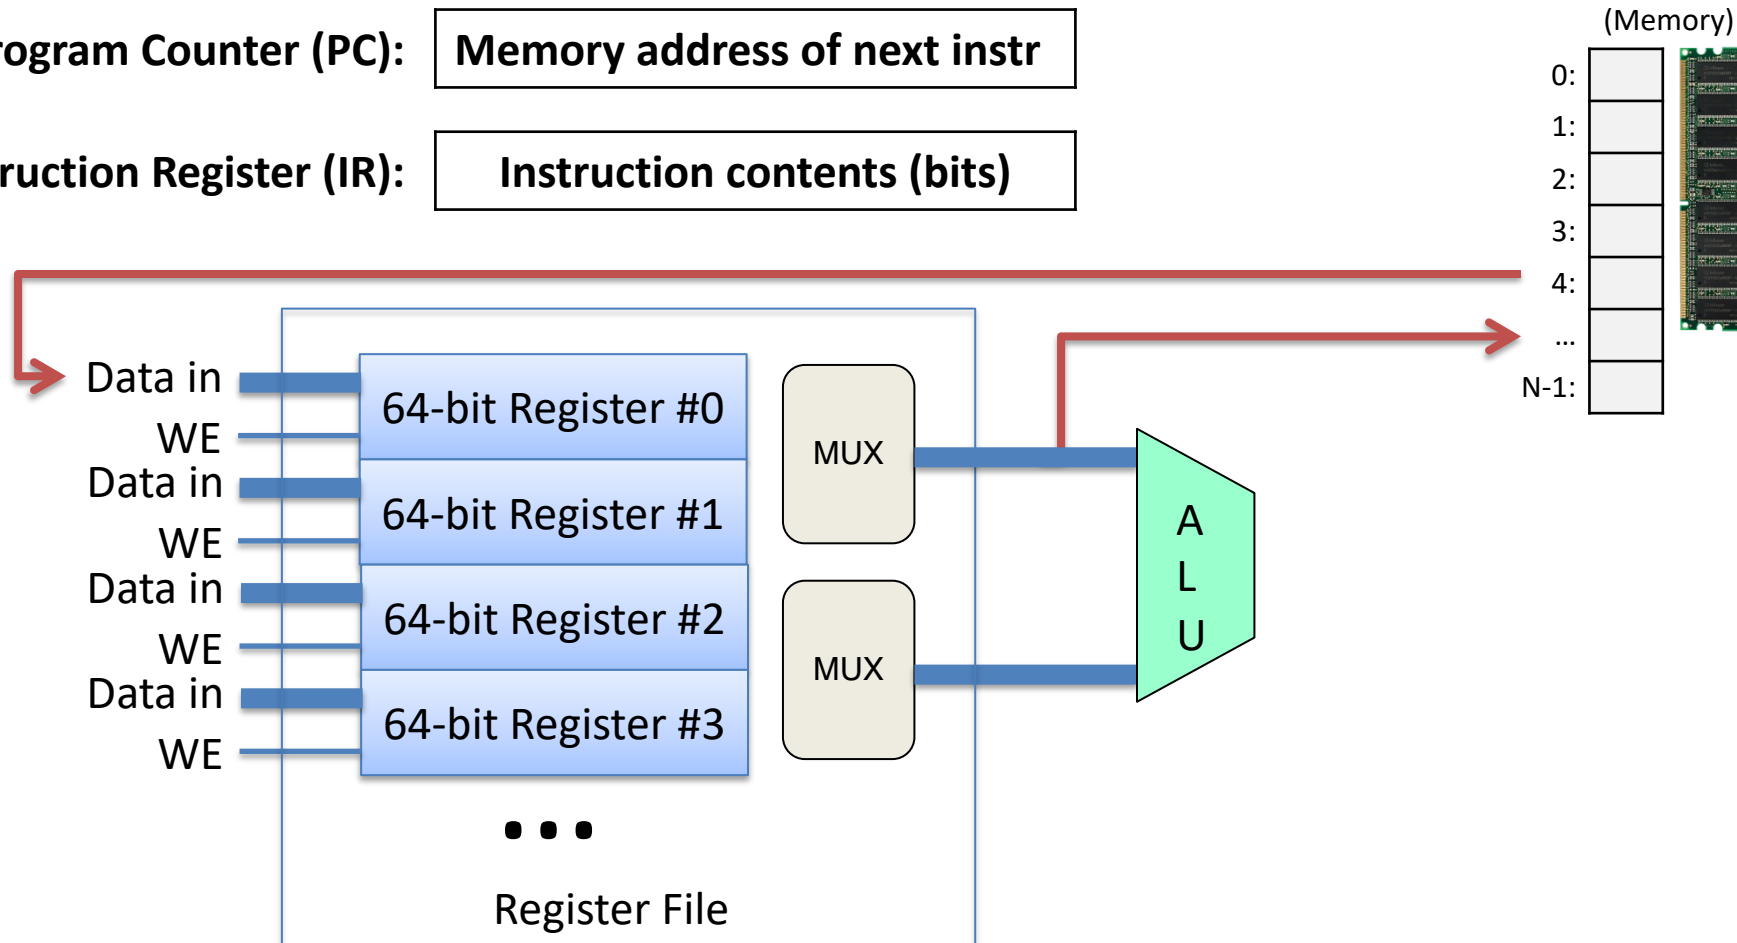 rogram Counter (PC):
Memory address of next instr
ruction Register (IR):
Instruction contents (bits)
(Memory)
0:
1:
2:
3:
4:
...
N-1:
Data in
WE
Data in
WE
Data in
WE
Data in
WE
64-bit Register #0
64-bit Register #1
64-bit Register #2
64-bit Register #3
...
Register File
MUX
MUX
A
L
U